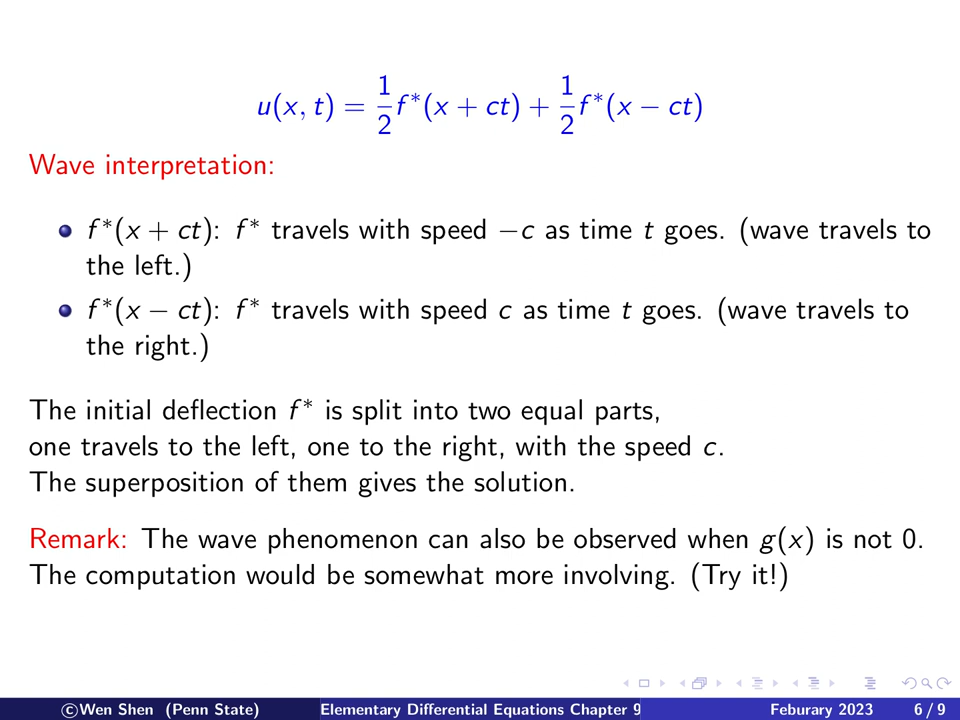 u(x, t) = 1/2 f*(x + ct) + 1/2 f*(x − ct)
Wave interpretation:
f*(x + ct): f* travels with speed −c as time t goes. (wave travels to
the left.)
f*(x − ct): f* travels with speed c as time t goes. (wave travels to
the right.)
The initial deflection f* is split into two equal parts,
one travels to the left, one to the right, with the speed c.
The superposition of them gives the solution.
Remark: The wave phenomenon can also be observed when g(x) is not 0.
The computation would be somewhat more involving. (Try it!)
©Wen Shen (Penn State) Elementary Differential Equations Chapter 9 Feburary 2023 6 / 9